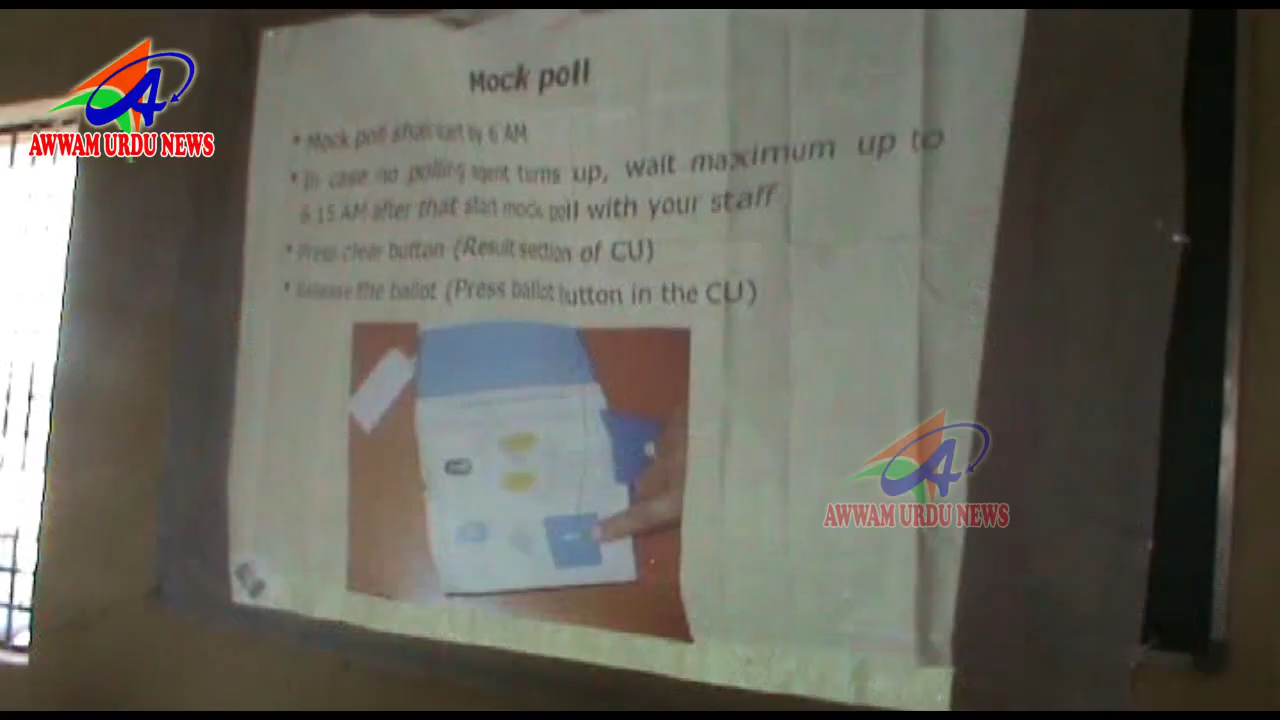 AWWAM URDU NEWS
Mock poll
• Mock poll shall start by 6 AM
• In case no polling agent turns up, wait maximum up to
6 15 AM after that start mock poll with your staff
• Press clear button (Result section of CU)
• Release the ballot (Press ballot button in the CU)
AWWAM URDU NEWS